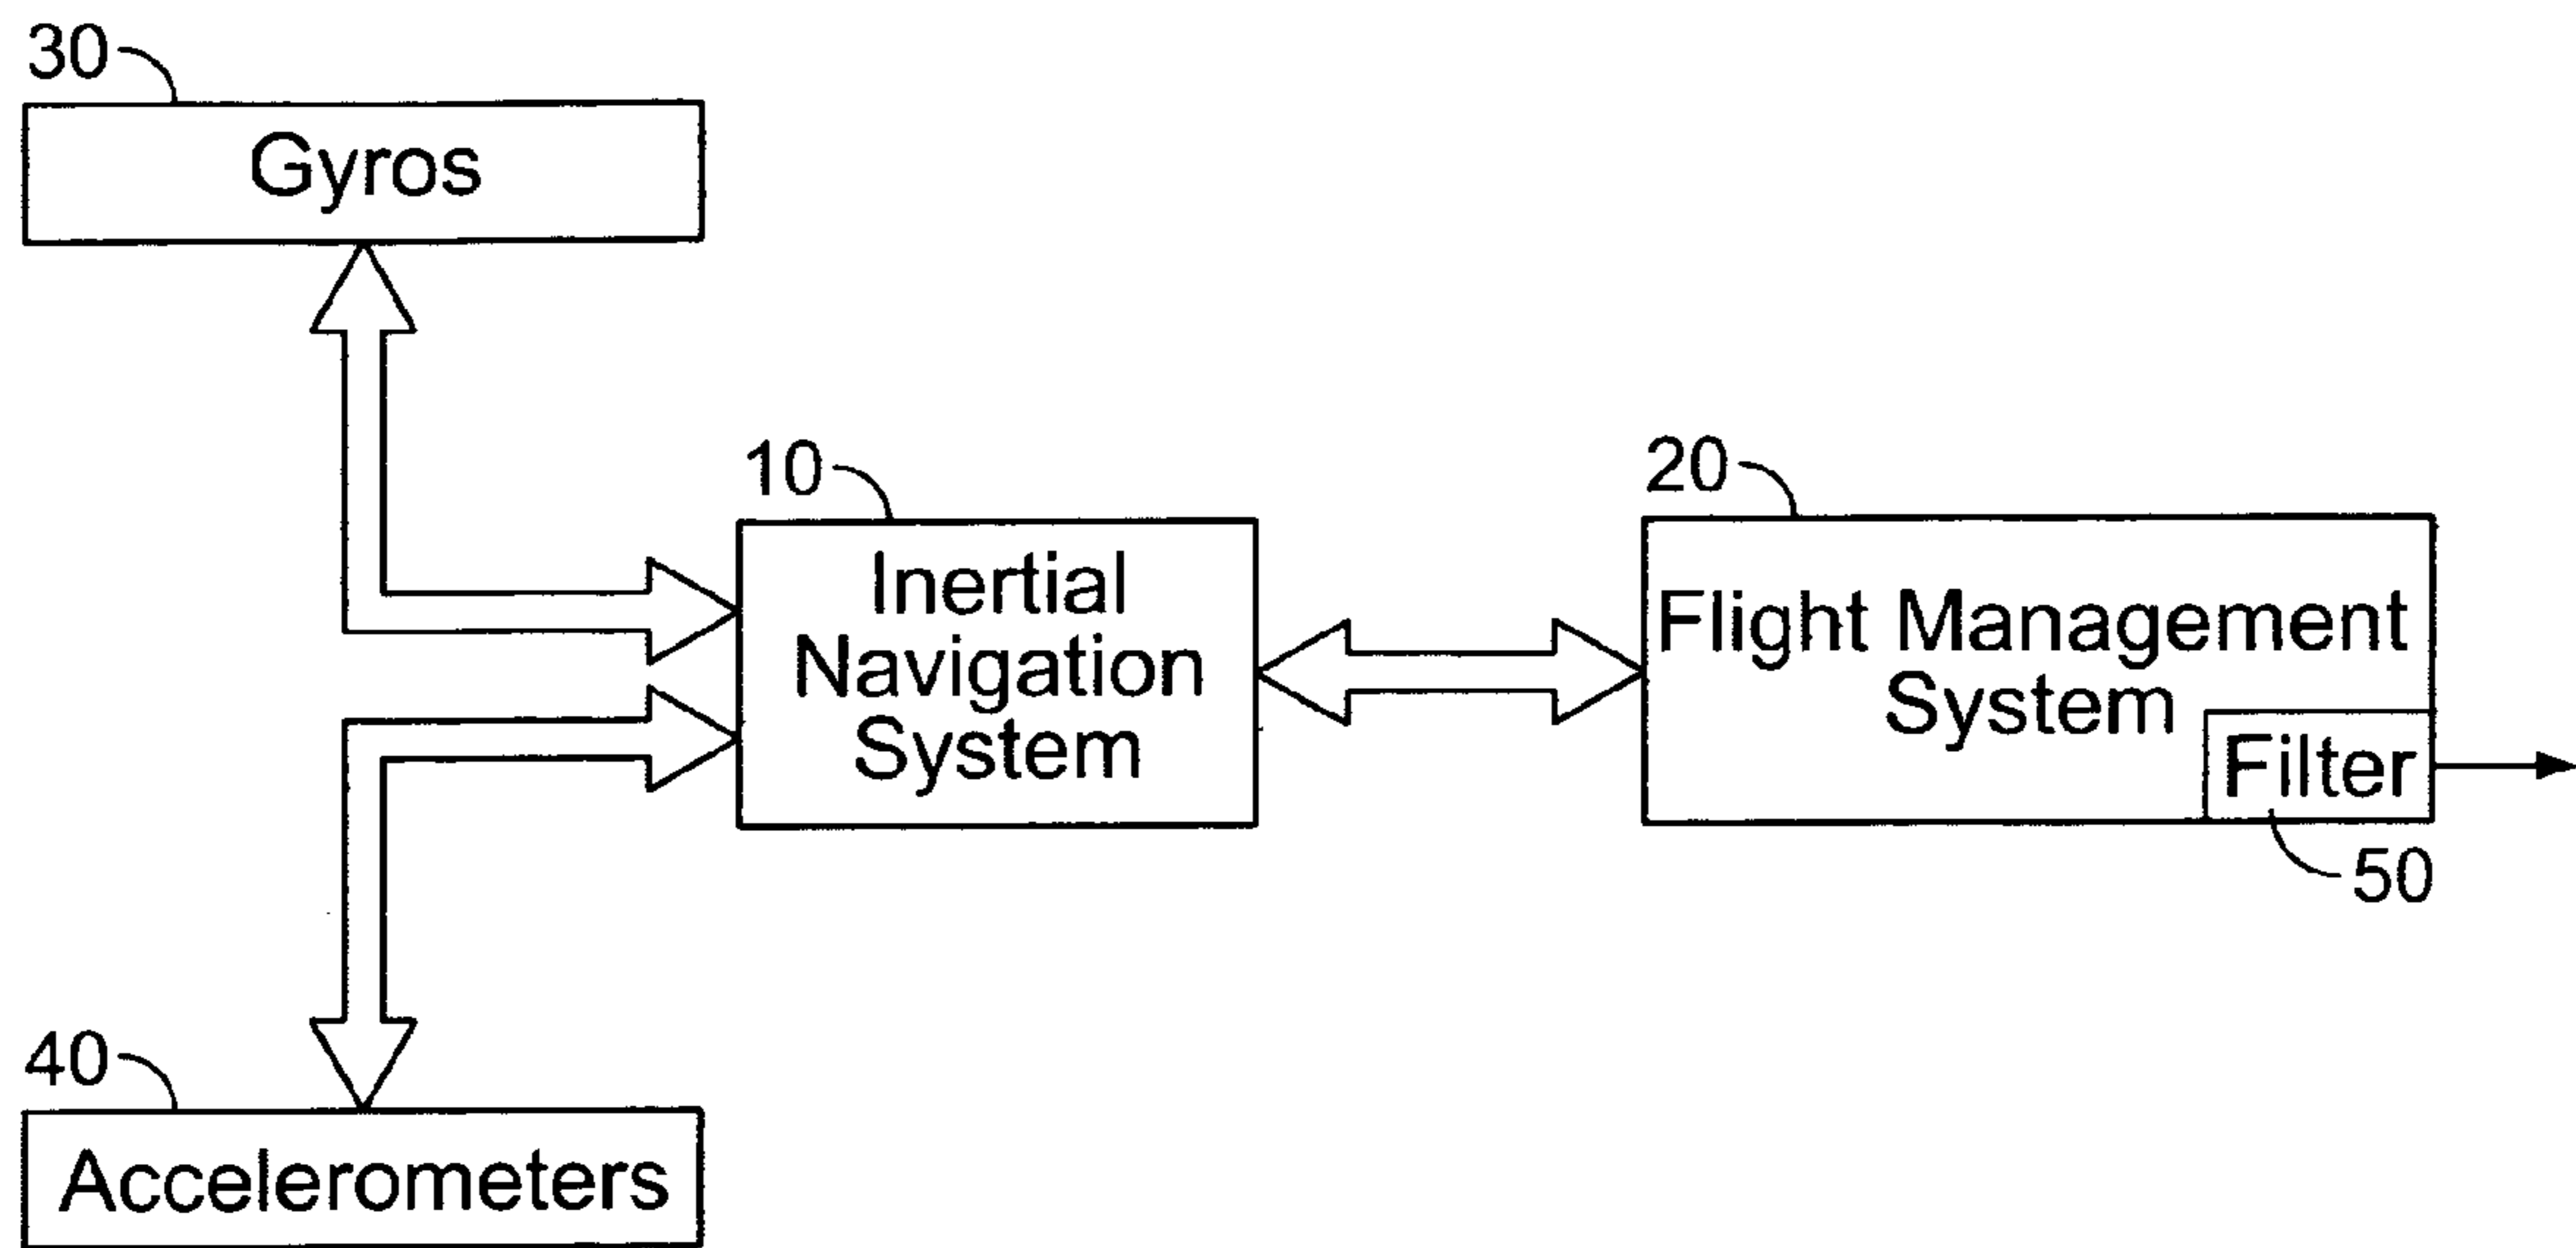 30
Gyros
10
Inertial
Navigation
System
20
Flight Management
System
Filter
50
40
Accelerometers